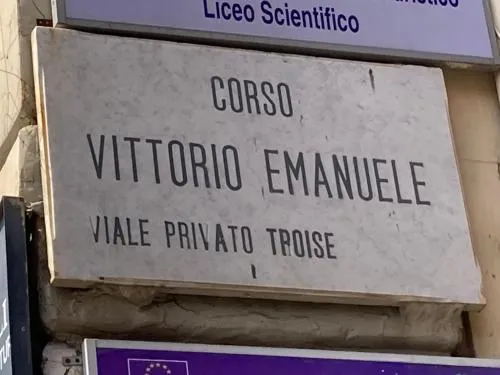 Liceo Scientifico
CORSO
VITTORIO EMANUELE
VIALE PRIVATO TROISE